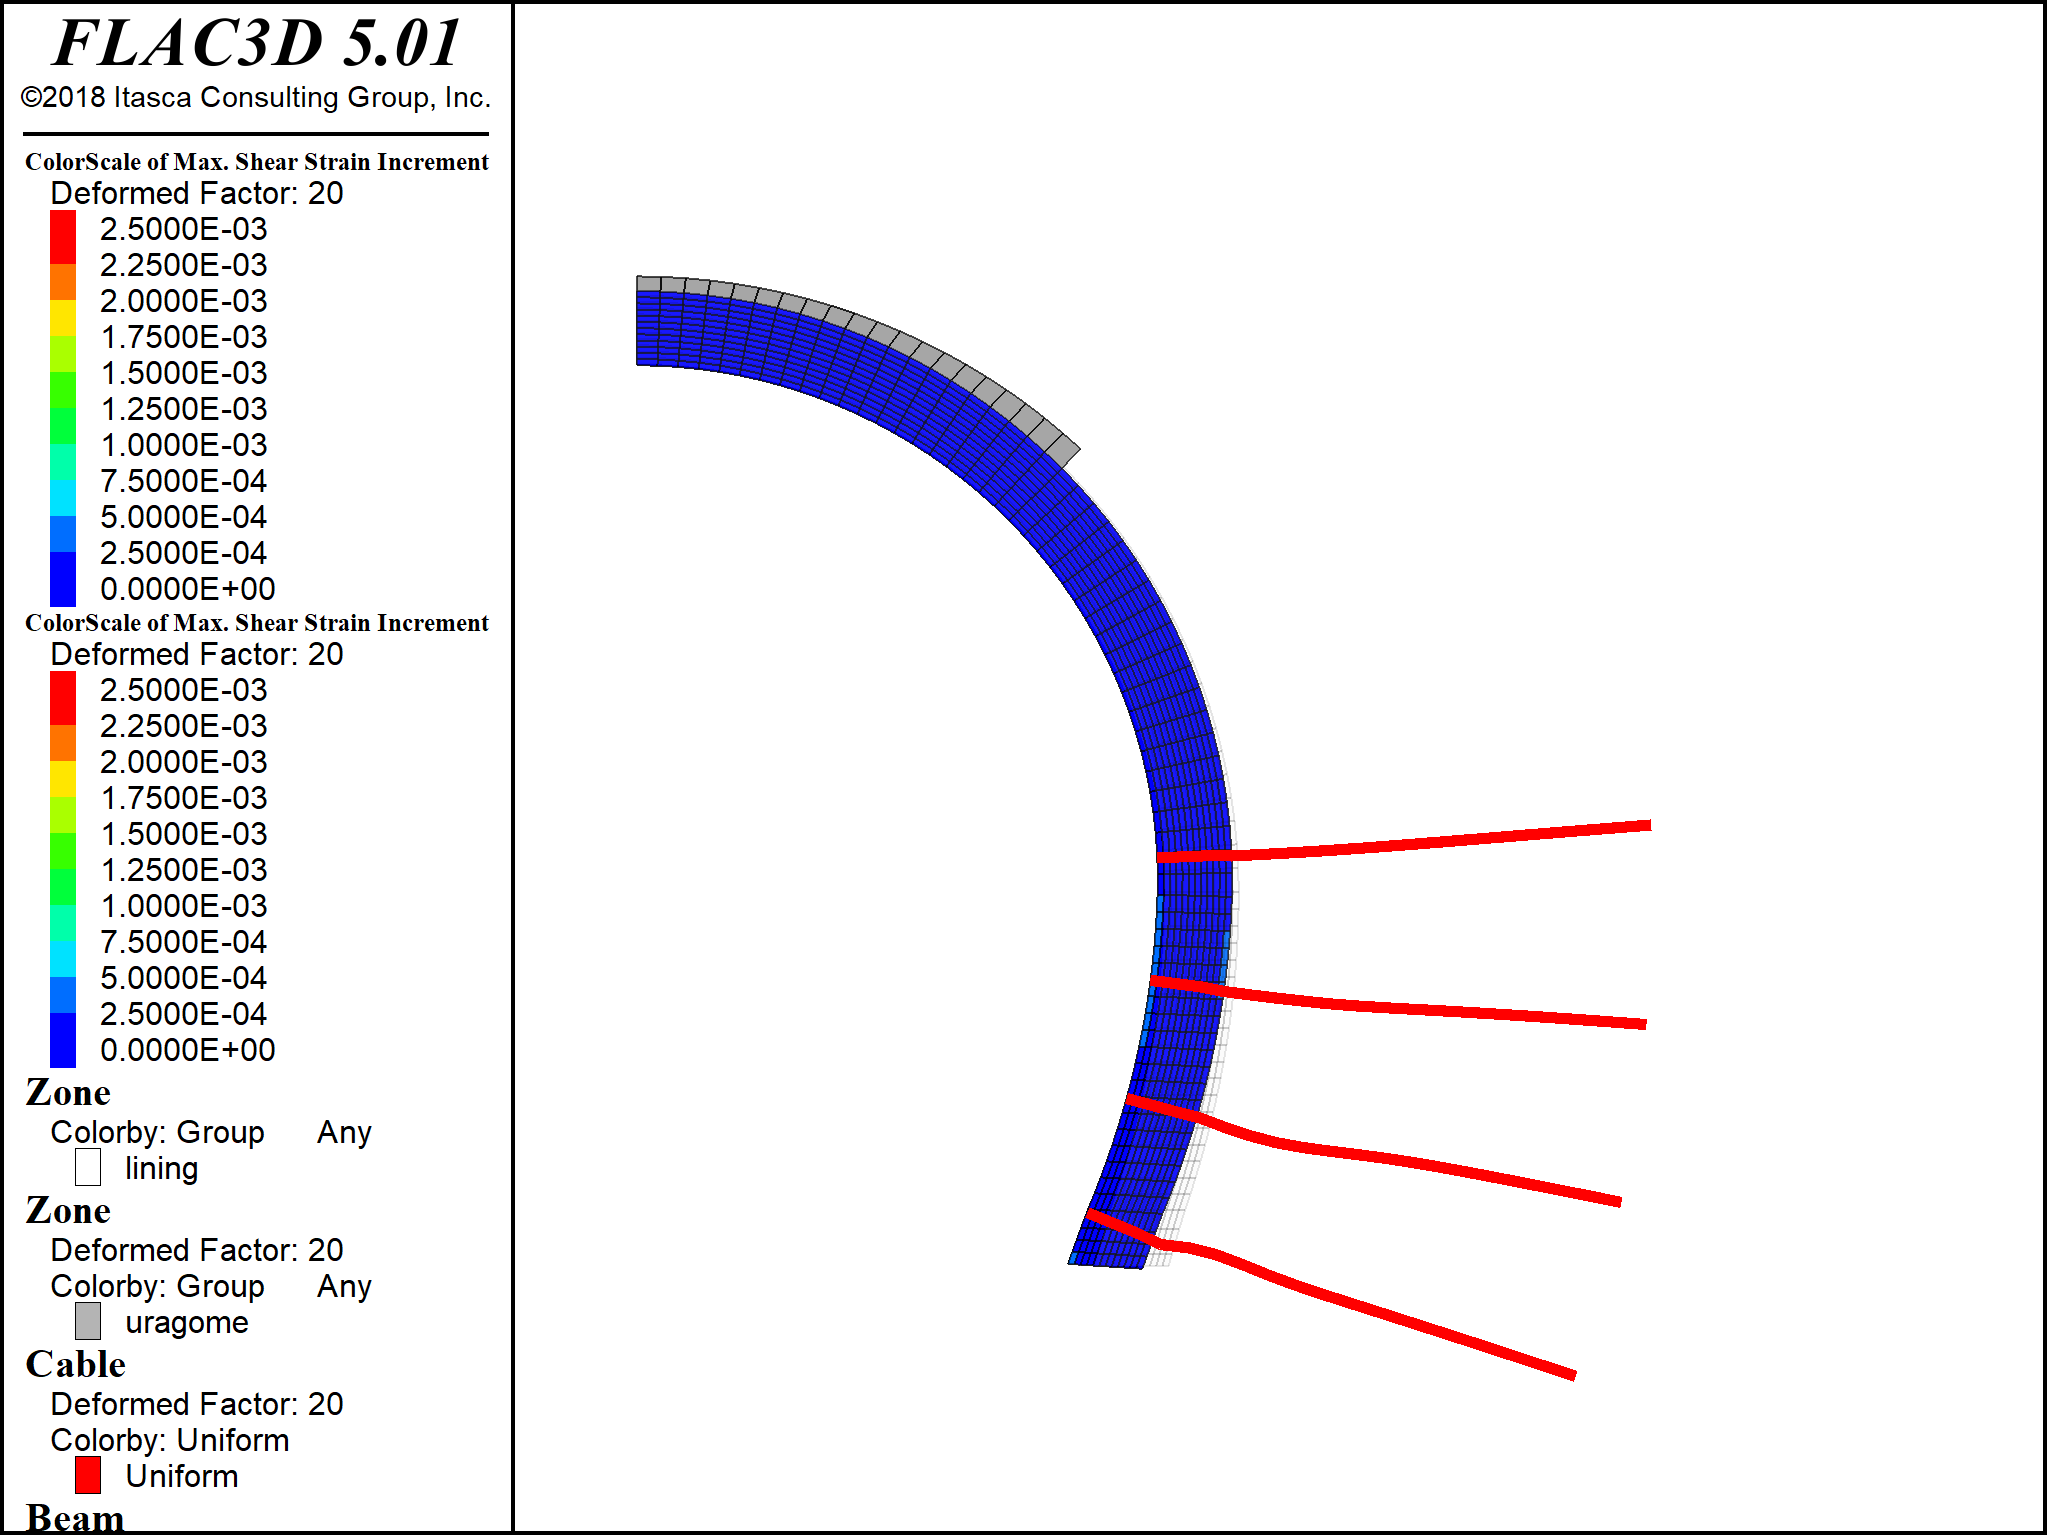 FLAC3D 5.01
©2018 Itasca Consulting Group, Inc.
ColorScale of Max. Shear Strain Increment
Deformed Factor: 20
2.5000E-03
2.2500E-03
2.0000E-03
1.7500E-03
1.5000E-03
1.2500E-03
1.0000E-03
7.5000E-04
5.0000E-04
2.5000E-04
0.0000E+00
ColorScale of Max. Shear Strain Increment
Deformed Factor: 20
2.5000E-03
2.2500E-03
2.0000E-03
1.7500E-03
1.5000E-03
1.2500E-03
1.0000E-03
7.5000E-04
5.0000E-04
2.5000E-04
0.0000E+00
Zone
Colorby: Group Any
lining
Zone
Deformed Factor: 20
Colorby: Group Any
uragome
Cable
Deformed Factor: 20
Colorby: Uniform
Uniform
Beam